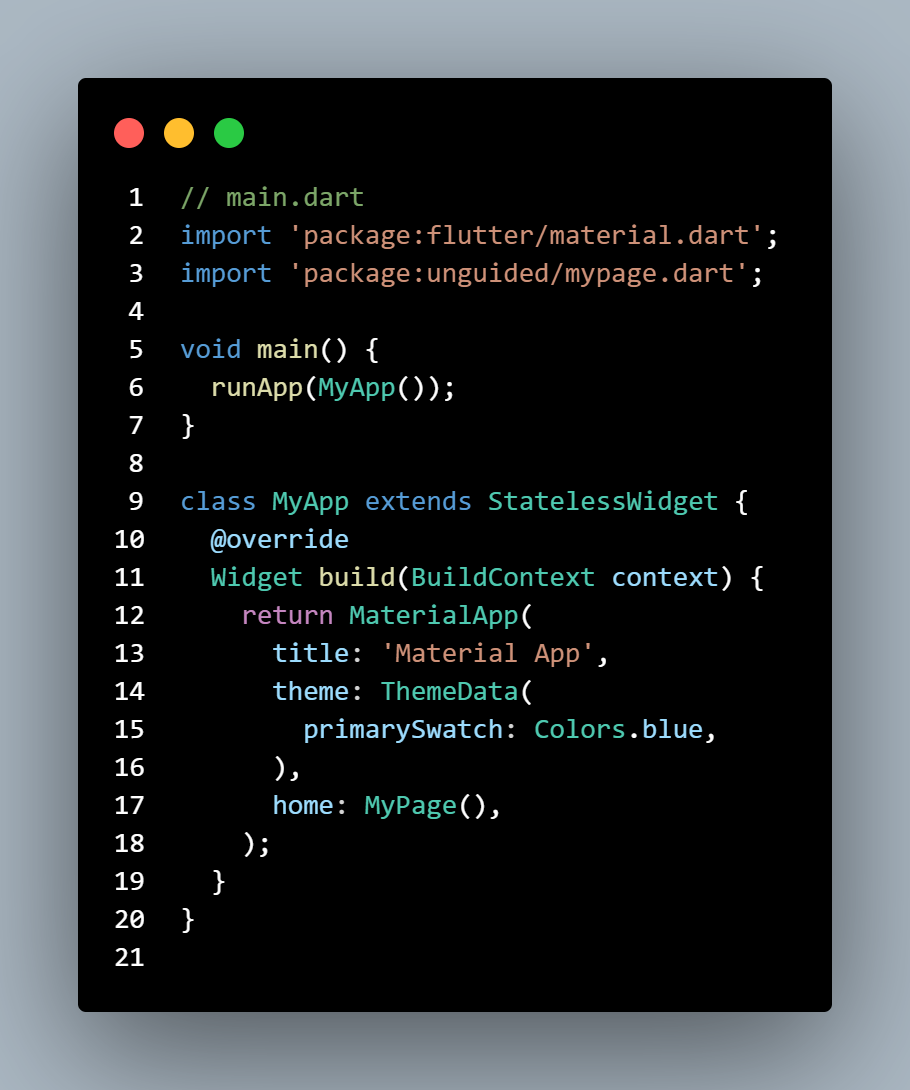 1 // main.dart
2 import 'package:flutter/material.dart';
3 import 'package:unguided/mypage.dart';
4
5 void main() {
6   runApp(MyApp());
7 }
8
9 class MyApp extends StatelessWidget {
10   @override
11   Widget build(BuildContext context) {
12     return MaterialApp(
13       title: 'Material App',
14       theme: ThemeData(
15         primarySwatch: Colors.blue,
16       ),
17       home: MyPage(),
18     );
19   }
20 }
21